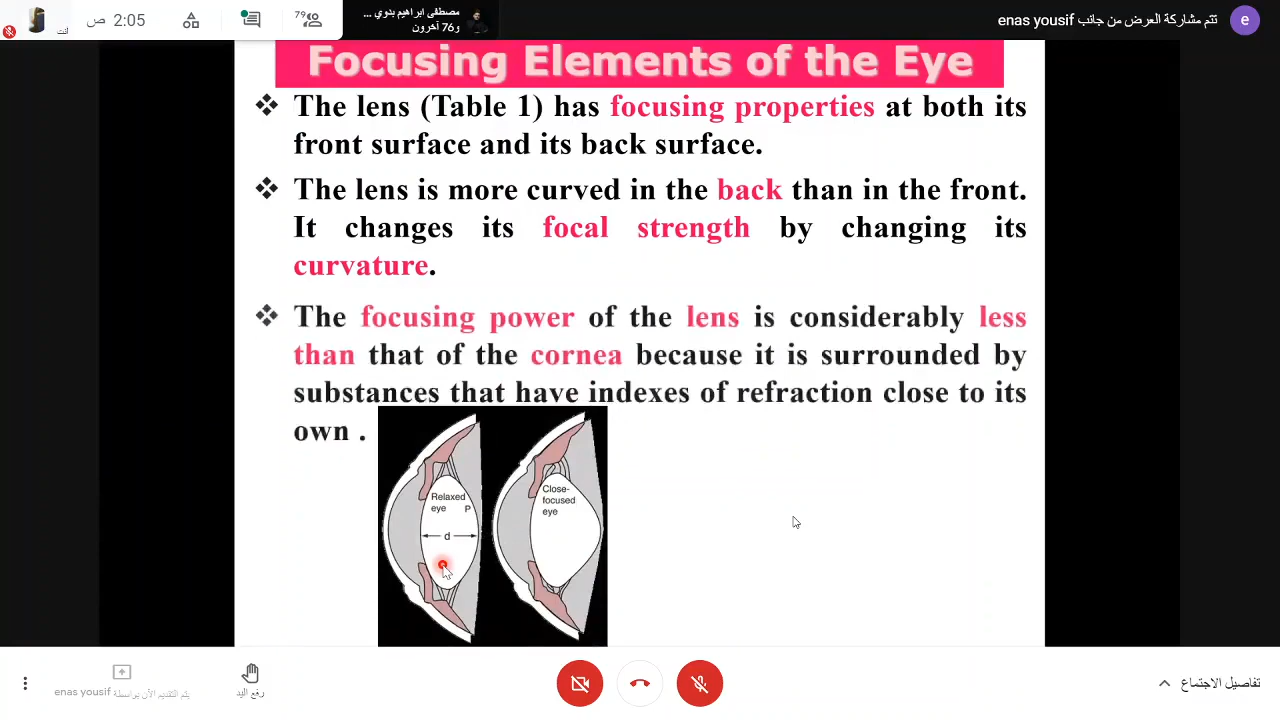 2:05 ص
79
مصطفى ابراهيم بدوي ...
و76 آخرون
تتم مشاركة العرض من جانب enas yousif
e
أنت
Focusing Elements of the Eye
❖ The lens (Table 1) has focusing properties at both its
front surface and its back surface.
❖ The lens is more curved in the back than in the front.
It changes its focal strength by changing its
curvature.
❖ The focusing power of the lens is considerably less
than that of the cornea because it is surrounded by
substances that have indexes of refraction close to its
own .
Relaxed
eye P
d
Close-
focused
eye
يتم التقديم الآن بواسطة enas yousif
رفع اليد
تفاصيل الاجتماع